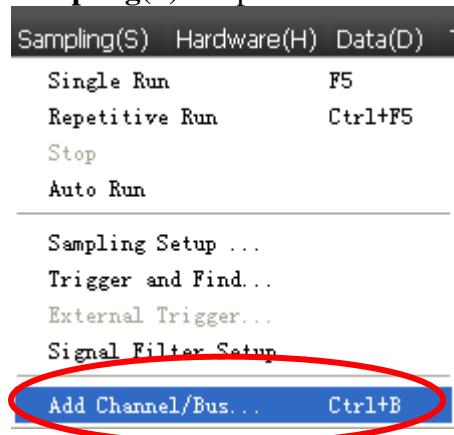 Sampling(S) Hardware(H) Data(D)
Single Run F5
Repetitive Run Ctrl+F5
Stop
Auto Run
Sampling Setup ...
Trigger and Find...
External Trigger...
Signal Filter Setup
Add Channel/Bus... Ctrl+B